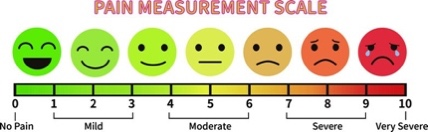 PAIN MEASUREMENT SCALE
0 1 2 3 4 5 6 7 8 9 10
No Pain Mild Moderate Severe Very Severe